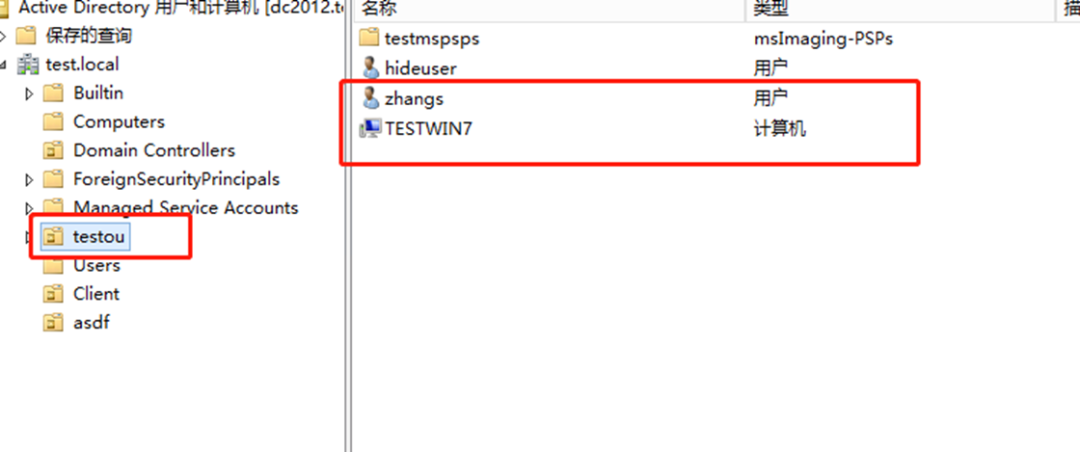 Active Directory 用户和计算机 [dc2012.te
保存的查询
test.local
Builtin
Computers
Domain Controllers
ForeignSecurityPrincipals
Managed Service Accounts
testou
Users
Client
asdf
名称 类型 描
testmspsps msImaging-PSPs
hideuser 用户
zhangs 用户
TESTWIN7 计算机